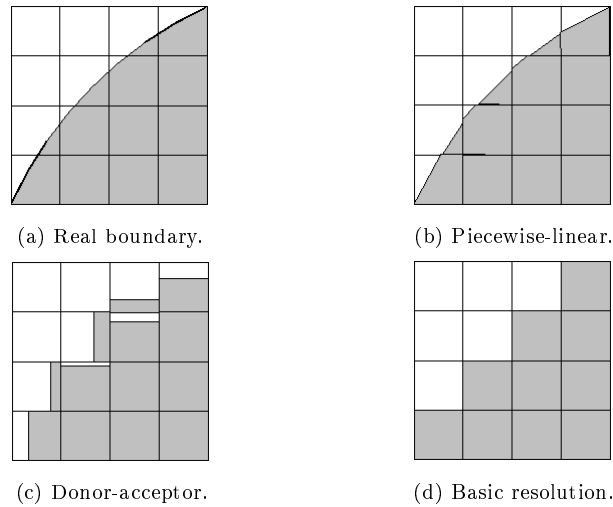 (a) Real boundary.
(b) Piecewise-linear.
(c) Donor-acceptor.
(d) Basic resolution.